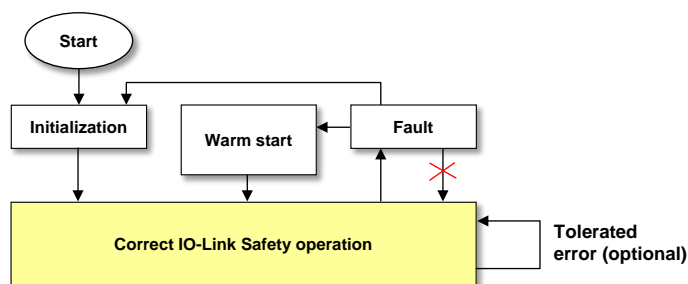 Start
Initialization
Warm start
Fault
Correct IO-Link Safety operation
Tolerated
error (optional)